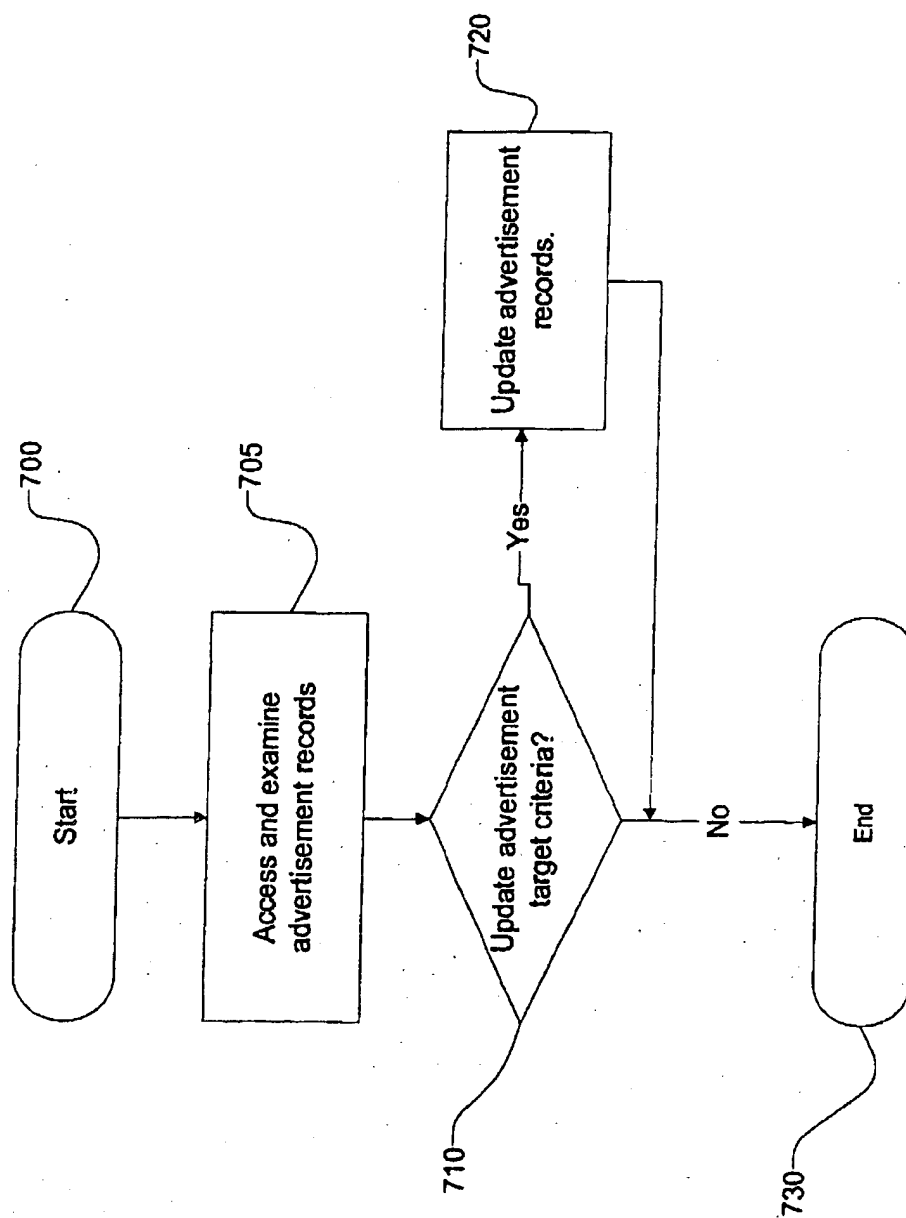 Start
700
Access and examine
advertisement records
705
Update advertisement
target criteria?
710
Yes
Update advertisement
records.
720
No
End
730